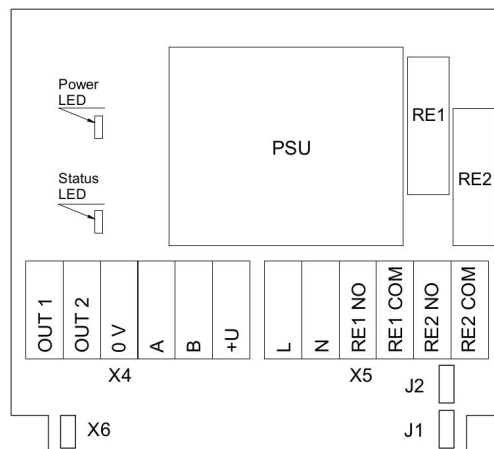 Power
LED
PSU
RE1
RE2
Status
LED
OUT 1
OUT 2
0 V
A
B
+U
L
N
RE1 NO
RE1 COM
RE2 NO
RE2 COM
X4
X5
J2
X6
J1